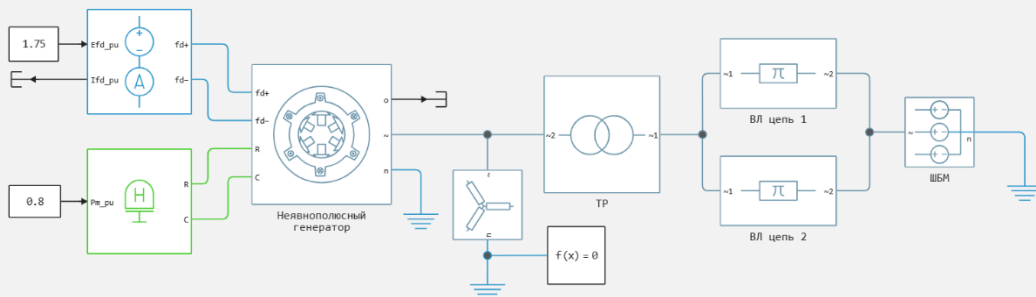 1.75
Efd_pu
fd+
Ifd_pu
fd-
A
fd+
fd-
R
C
o
~
n
Неявнополюсный
генератор
0.8
Pm_pu
H
R
C
~
n
f(x) = 0
~2
~1
ТР
~1
π
~2
ВЛ цепь 1
~1
π
~2
ВЛ цепь 2
~
n
ШБМ